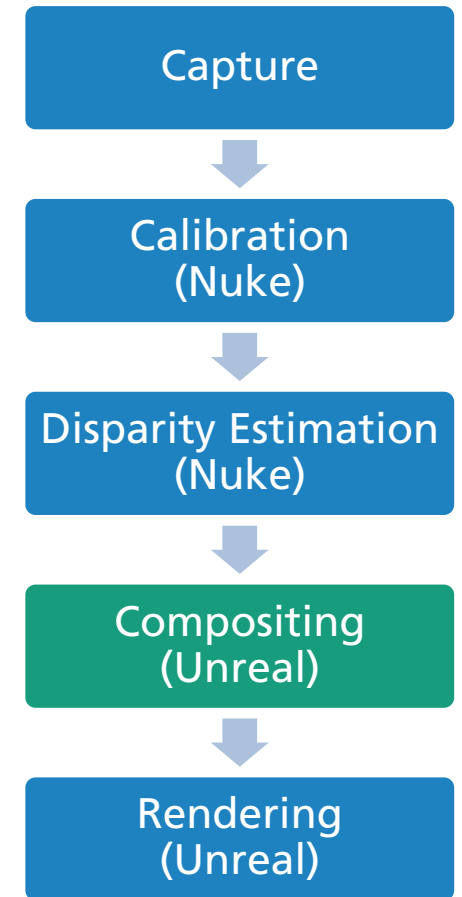 Capture
Calibration
(Nuke)
Disparity Estimation
(Nuke)
Compositing
(Unreal)
Rendering
(Unreal)